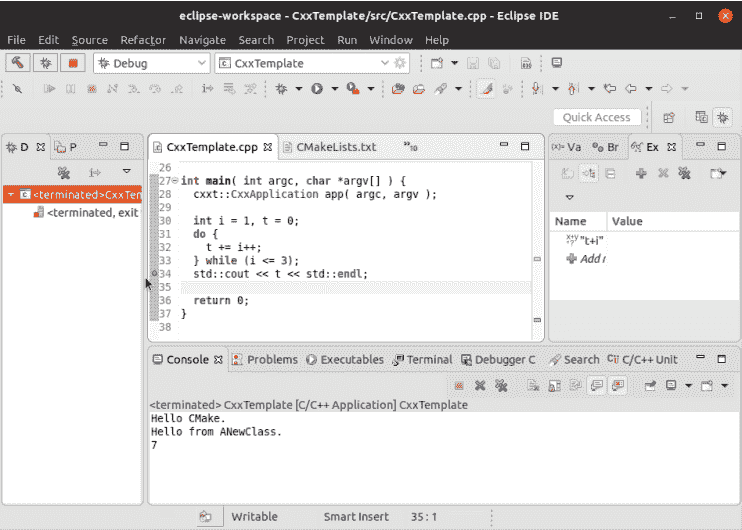 eclipse-workspace - CxxTemplate/src/CxxTemplate.cpp - Eclipse IDE
File Edit Source Refactor Navigate Search Project Run Window Help
Debug CxxTemplate
Quick Access
D P CxxTemplate.cpp CMakeLists.txt »10 (x)= Va Br Ex
<terminated>CxxTen
<terminated, exit
26
27 int main( int argc, char *argv[] ) {
28 cxxt::CxxApplication app( argc, argv );
29
30 int i = 1, t = 0;
31 do {
32 t += i++;
33 } while (i <= 3);
34 std::cout << t << std::endl;
35
36 return 0;
37 }
38
Name Value
"t+i"
Add r
Console Problems Executables Terminal Debugger C Search C/C++ Unit
<terminated> CxxTemplate [C/C++ Application] CxxTemplate
Hello CMake.
Hello from ANewClass.
7
Writable Smart Insert 35 : 1